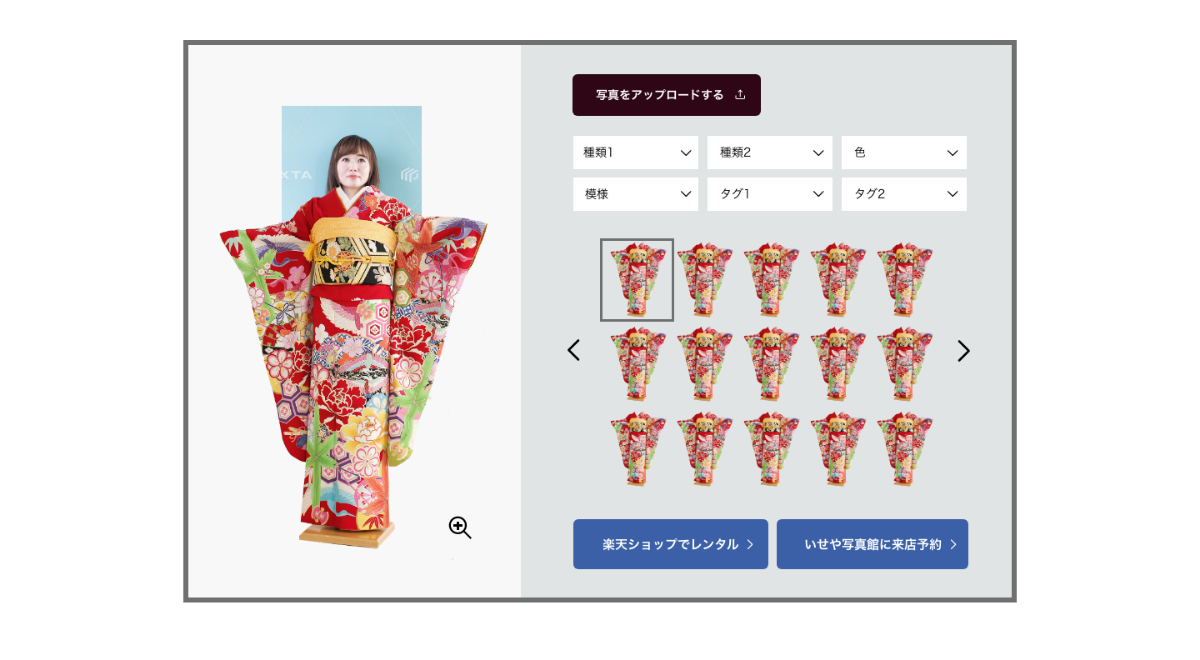 写真をアップロードする
種類1
種類2
色
模様
タグ1
タグ2
XTA
楽天ショップでレンタル
いせや写真館に来店予約